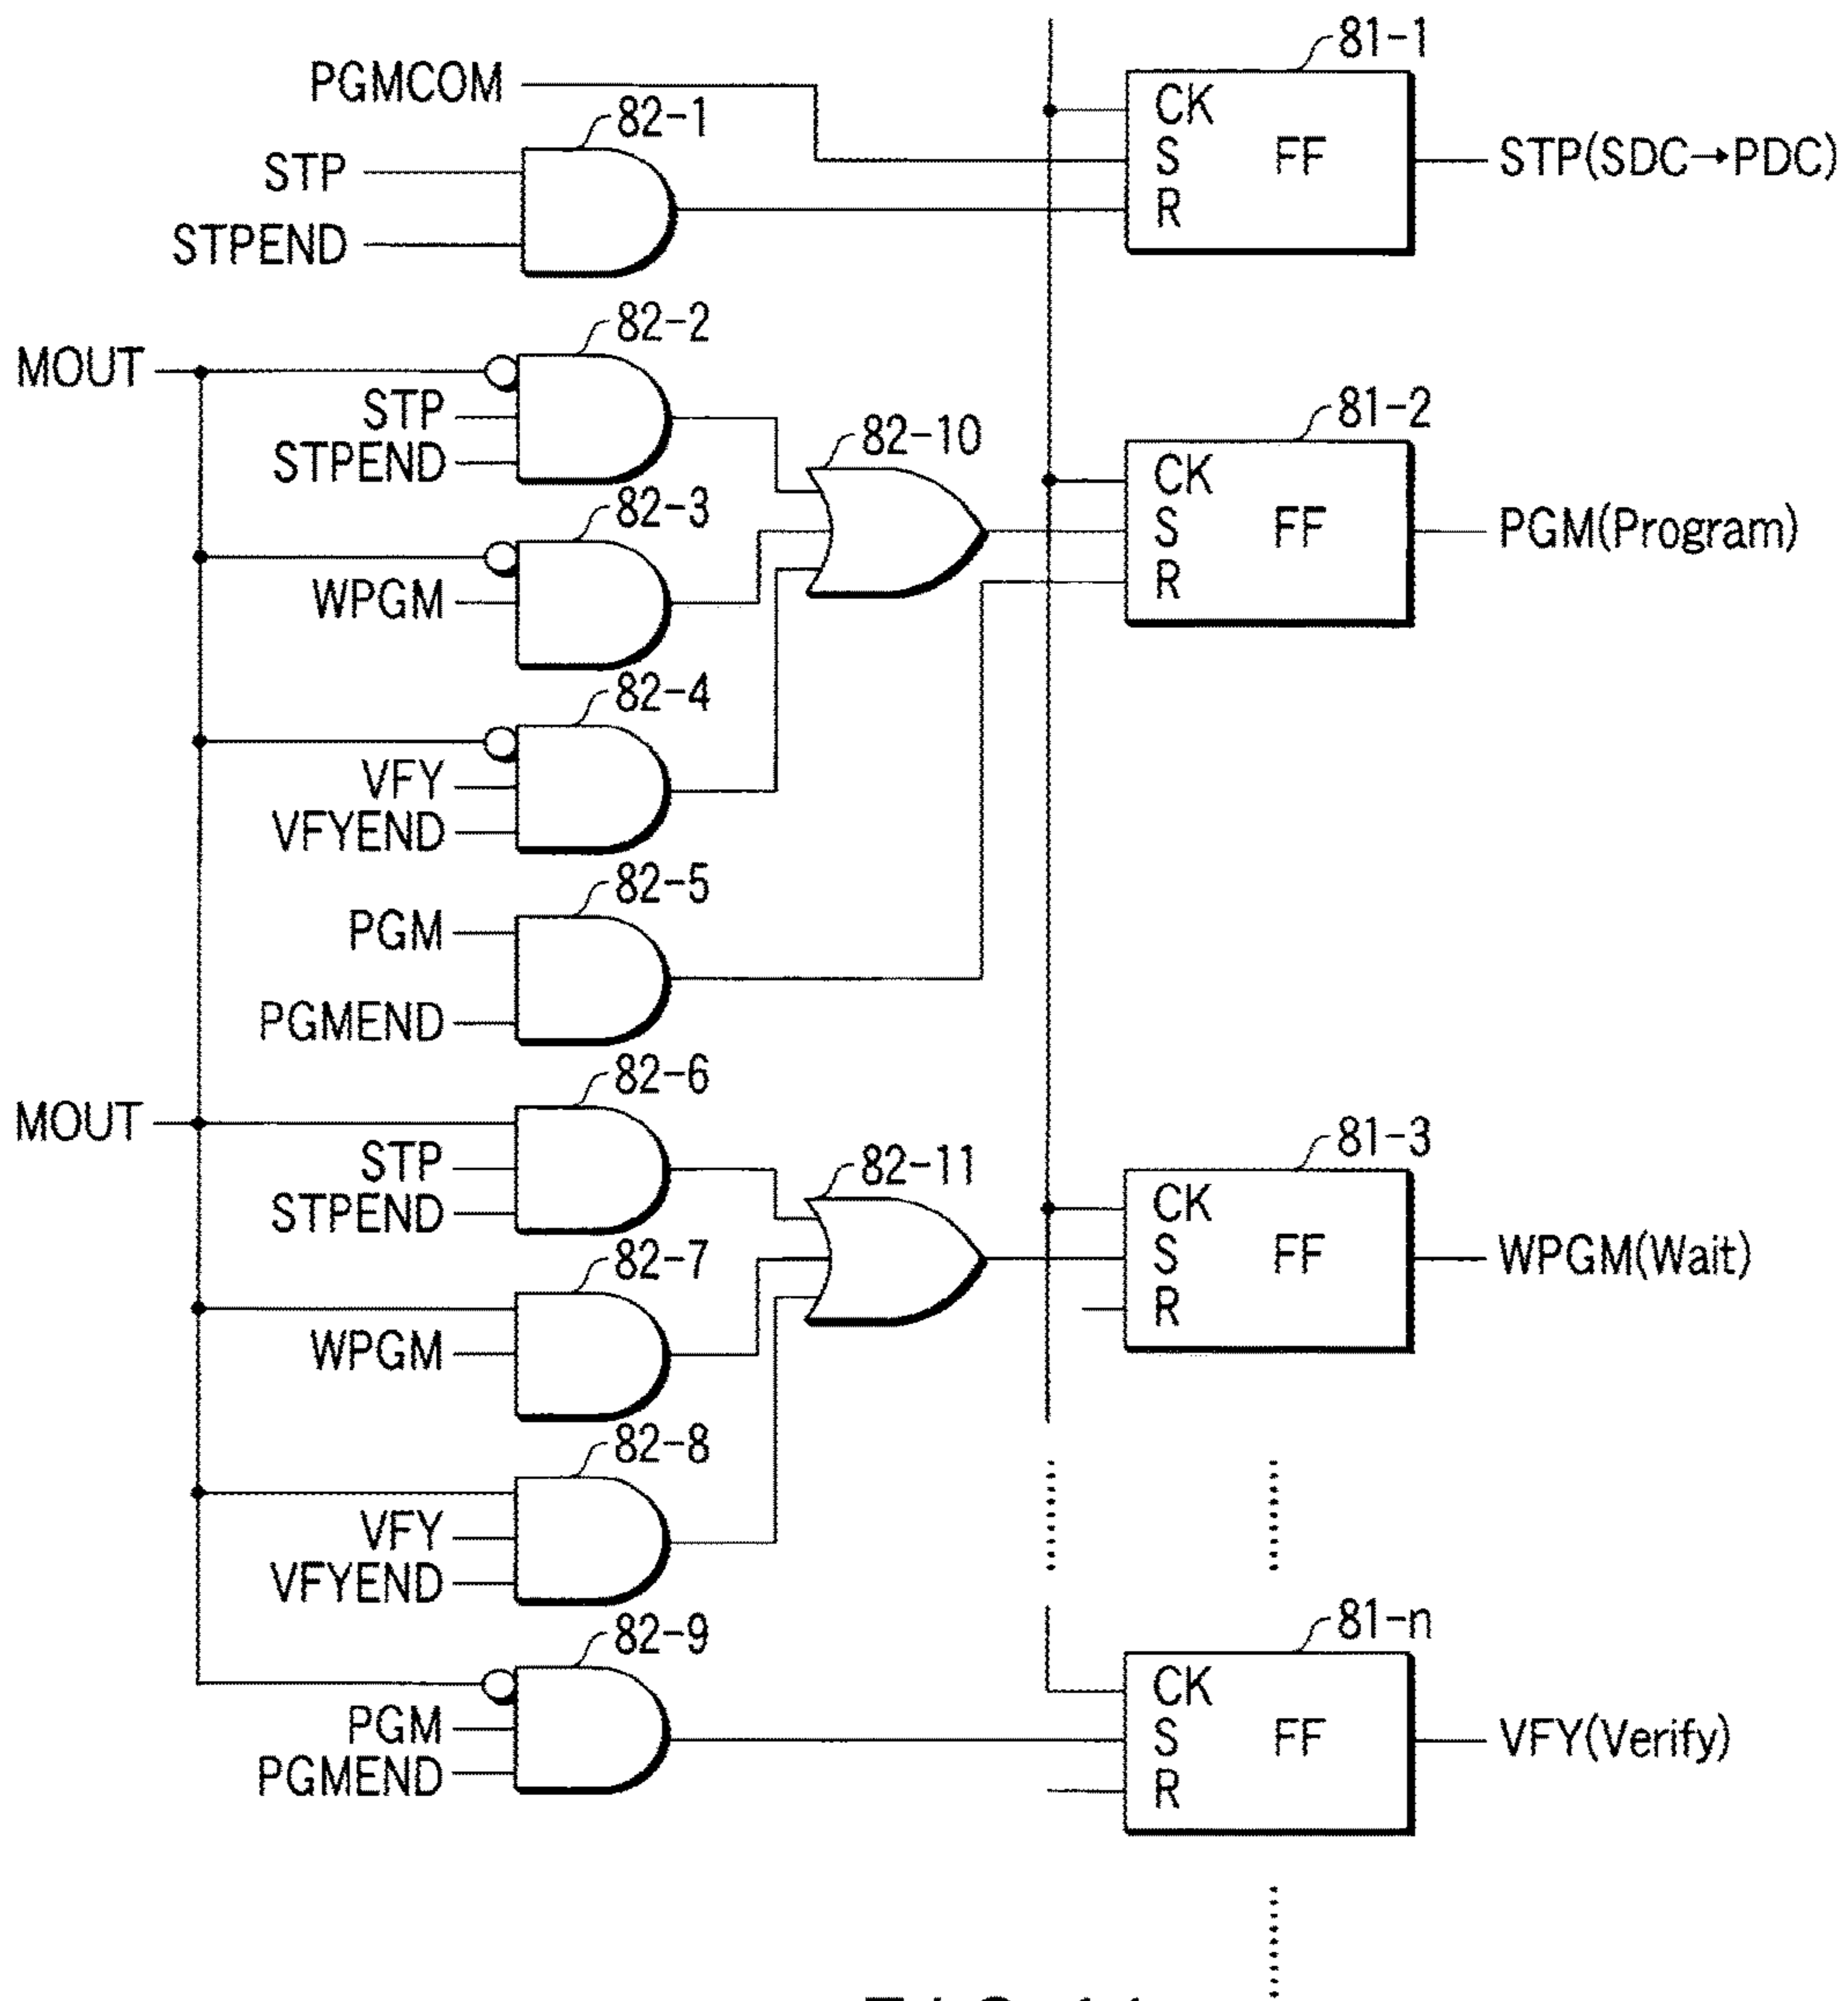 81-1
PGMCOM
CK
82-1
STP
S
FF
STP(SDC→PDC)
R
STPEND
82-2
MOUT
STP
STPEND
82-10
81-2
CK
82-3
S
FF
PGM(Program)
WPGM
R
82-4
VFY
VFYEND
82-5
PGM
PGMEND
82-6
MOUT
STP
STPEND
82-11
81-3
CK
82-7
S
FF
WPGM(Wait)
R
WPGM
82-8
VFY
VFYEND
82-9
81-n
CK
PGM
S
FF
VFY(Verify)
PGMEND
R